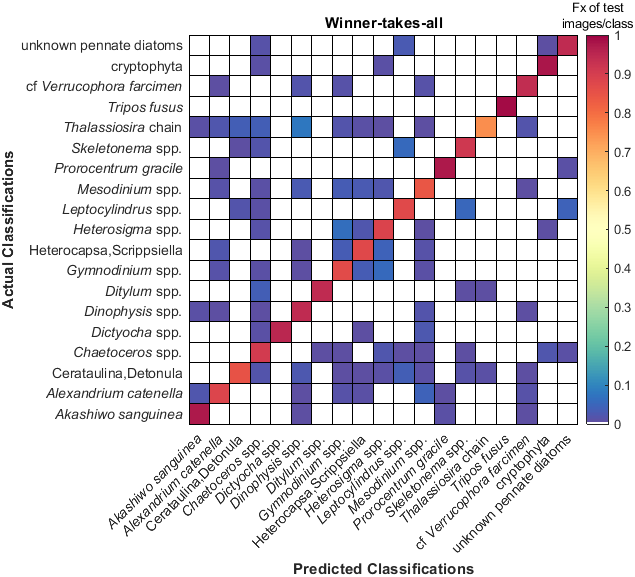 Winner-takes-all
Fx of test
images/class
unknown pennate diatoms
cryptophyta
cf Verrucophora farcimen
Tripos fusus
Thalassiosira chain
Skeletonema spp.
Prorocentrum gracile
Mesodinium spp.
Leptocylindrus spp.
Heterosigma spp.
Heterocapsa,Scrippsiella
Gymnodinium spp.
Ditylum spp.
Dinophysis spp.
Dictyocha spp.
Chaetoceros spp.
Cerataulina,Detonula
Alexandrium catenella
Akashiwo sanguinea
Actual Classifications
1
0.9
0.8
0.7
0.6
0.5
0.4
0.3
0.2
0.1
0
Akashiwo sanguinea
Alexandrium catenella
Cerataulina,Detonula
Chaetoceros spp.
Dictyocha spp.
Dinophysis spp.
Ditylum spp.
Gymnodinium spp.
Heterocapsa,Scrippsiella
Heterosigma spp.
Leptocylindrus spp.
Mesodinium spp.
Prorocentrum gracile
Skeletonema spp.
Thalassiosira chain
Tripos fusus
cf Verrucophora farcimen
cryptophyta
unknown pennate diatoms
Predicted Classifications